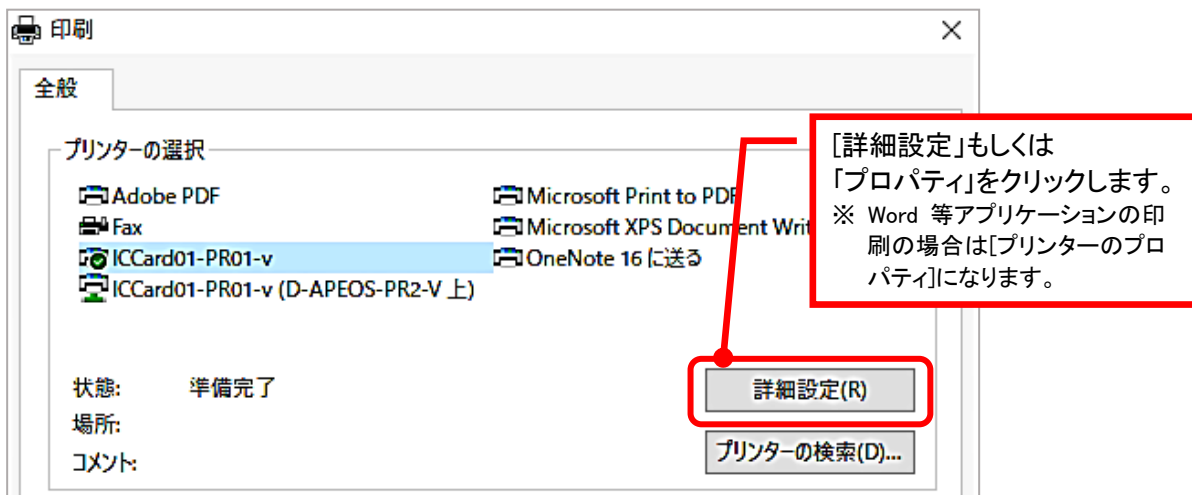 印刷
全般
プリンターの選択
Adobe PDF
Microsoft Print to PDF
Fax
Microsoft XPS Document Writ
ICCard01-PR01-v
OneNote 16 に送る
ICCard01-PR01-v (D-APEOS-PR2-V 上)
[詳細設定」もしくは
「プロパティ」をクリックします。
※ Word 等アプリケーションの印
刷の場合は[プリンターのプロ
パティ]になります。
状態: 準備完了
詳細設定(R)
場所:
コメント:
プリンターの検索(D)...